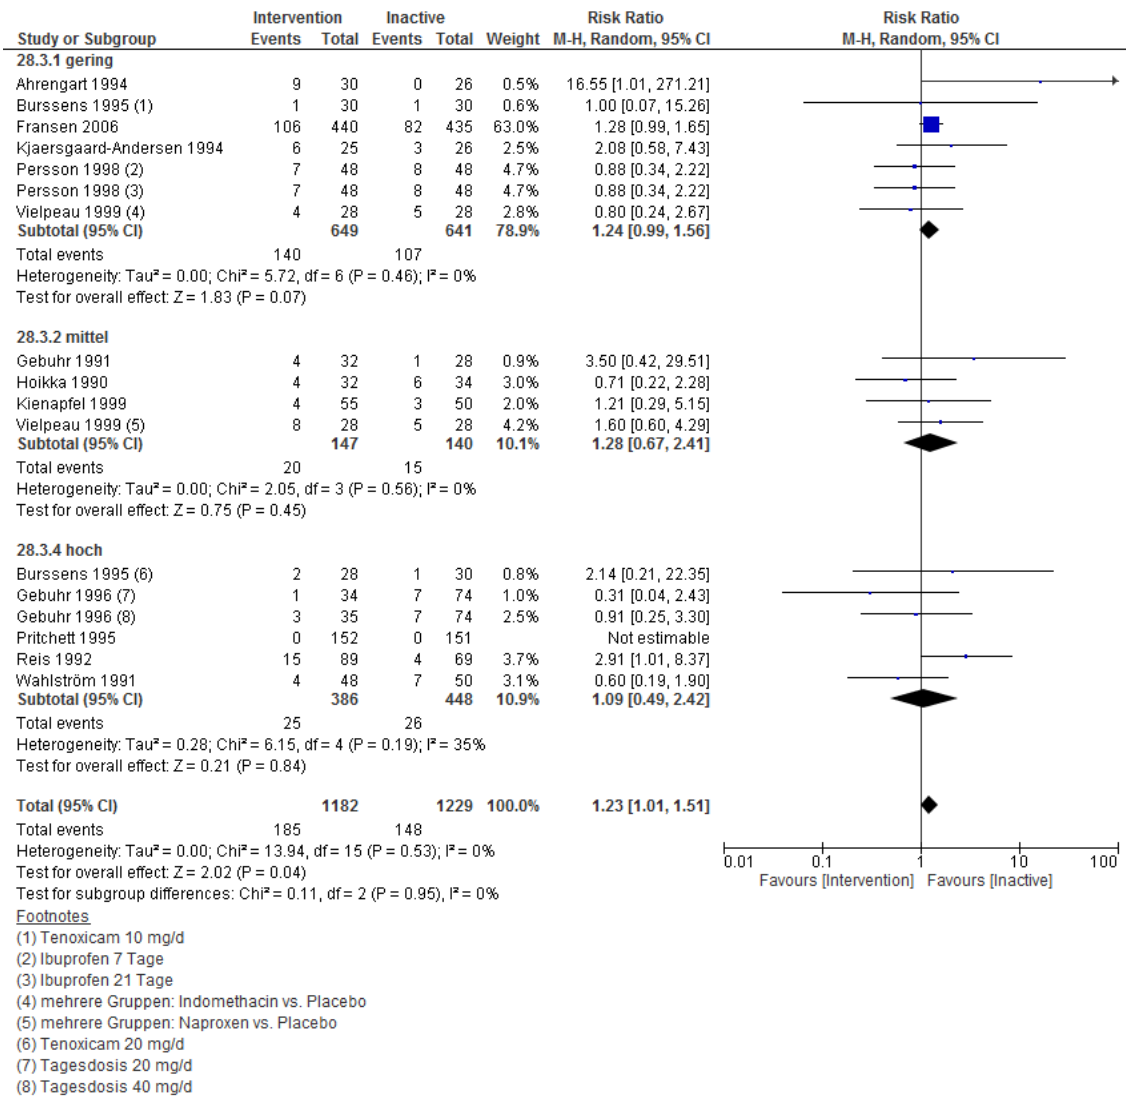 Intervention Inactive Risk Ratio Risk Ratio
Study or Subgroup Events Total Events Total Weight M-H, Random, 95% CI M-H, Random, 95% CI
28.3.1 gering
Ahrengart 1994 9 30 0 26 0.5% 16.55 [1.01, 271.21]
Burssens 1995 (1) 1 30 1 30 0.6% 1.00 [0.07, 15.26]
Fransen 2006 106 440 82 435 63.0% 1.28 [0.99, 1.65]
Kjaersgaard-Andersen 1994 6 25 3 26 2.5% 2.08 [0.58, 7.43]
Persson 1998 (2) 7 48 8 48 4.7% 0.88 [0.34, 2.22]
Persson 1998 (3) 7 48 8 48 4.7% 0.88 [0.34, 2.22]
Vielpeau 1999 (4) 4 28 5 28 2.8% 0.80 [0.24, 2.67]
Subtotal (95% CI) 649 641 78.9% 1.24 [0.99, 1.56]
Total events 140 107
Heterogeneity: Tau² = 0.00; Chi² = 5.72, df = 6 (P = 0.46); I² = 0%
Test for overall effect: Z = 1.83 (P = 0.07)
28.3.2 mittel
Gebuhr 1991 4 32 1 28 0.9% 3.50 [0.42, 29.51]
Hoikka 1990 4 32 6 34 3.0% 0.71 [0.22, 2.28]
Kienapfel 1999 4 55 3 50 2.0% 1.21 [0.29, 5.15]
Vielpeau 1999 (5) 8 28 5 28 4.2% 1.60 [0.60, 4.29]
Subtotal (95% CI) 147 140 10.1% 1.28 [0.67, 2.41]
Total events 20 15
Heterogeneity: Tau² = 0.00; Chi² = 2.05, df = 3 (P = 0.56); I² = 0%
Test for overall effect: Z = 0.75 (P = 0.45)
28.3.4 hoch
Burssens 1995 (6) 2 28 1 30 0.8% 2.14 [0.21, 22.35]
Gebuhr 1996 (7) 1 34 7 74 1.0% 0.31 [0.04, 2.43]
Gebuhr 1996 (8) 3 35 7 74 2.5% 0.91 [0.25, 3.30]
Pritchett 1995 0 152 0 151 Not estimable
Reis 1992 15 89 4 69 3.7% 2.91 [1.01, 8.37]
Wahlström 1991 4 48 7 50 3.1% 0.60 [0.19, 1.90]
Subtotal (95% CI) 386 448 10.9% 1.09 [0.49, 2.42]
Total events 25 26
Heterogeneity: Tau² = 0.28; Chi² = 6.15, df = 4 (P = 0.19); I² = 35%
Test for overall effect: Z = 0.21 (P = 0.84)
Total (95% CI) 1182 1229 100.0% 1.23 [1.01, 1.51]
Total events 185 148
Heterogeneity: Tau² = 0.00; Chi² = 13.94, df = 15 (P = 0.53); I² = 0%
Test for overall effect: Z = 2.02 (P = 0.04)
Test for subgroup differences: Chi² = 0.11, df = 2 (P = 0.95), I² = 0%
0.01 0.1 1 10 100
Favours [Intervention] Favours [Inactive]
Footnotes
(1) Tenoxicam 10 mg/d
(2) Ibuprofen 7 Tage
(3) Ibuprofen 21 Tage
(4) mehrere Gruppen: Indomethacin vs. Placebo
(5) mehrere Gruppen: Naproxen vs. Placebo
(6) Tenoxicam 20 mg/d
(7) Tagesdosis 20 mg/d
(8) Tagesdosis 40 mg/d